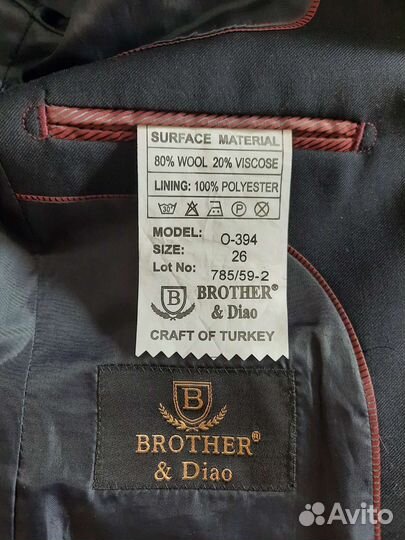 SURFACE MATERIAL
80% WOOL 20% VISCOSE
LINING: 100% POLYESTER
30° P
MODEL: O-394
SIZE: 26
Lot No: 785/59-2
B BROTHER®
& Diao
CRAFT OF TURKEY
B
BROTHER®
& Diao
Avito